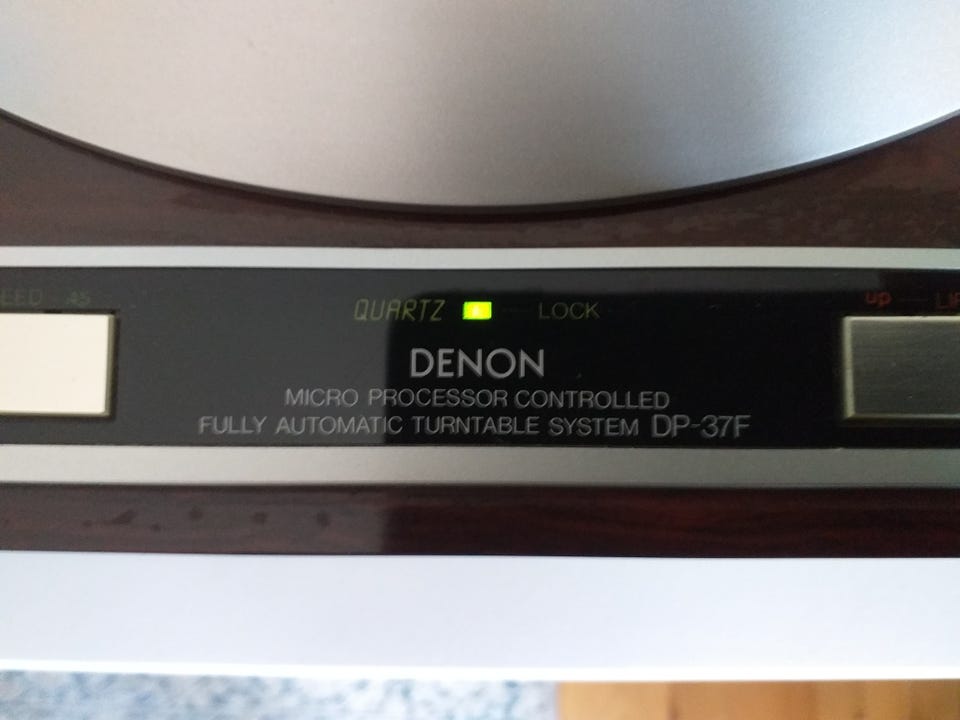 45 QUARTZ LOCK up
DENON
MICRO PROCESSOR CONTROLLED
FULLY AUTOMATIC TURNTABLE SYSTEM DP-37F